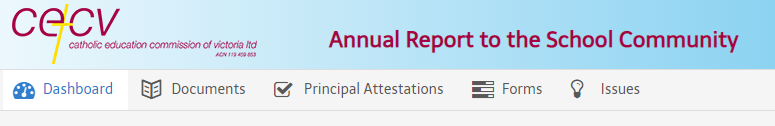 cecv
catholic education commission of victoria ltd
ACN 119 459 853
Annual Report to the School Community
Dashboard Documents Principal Attestations Forms Issues